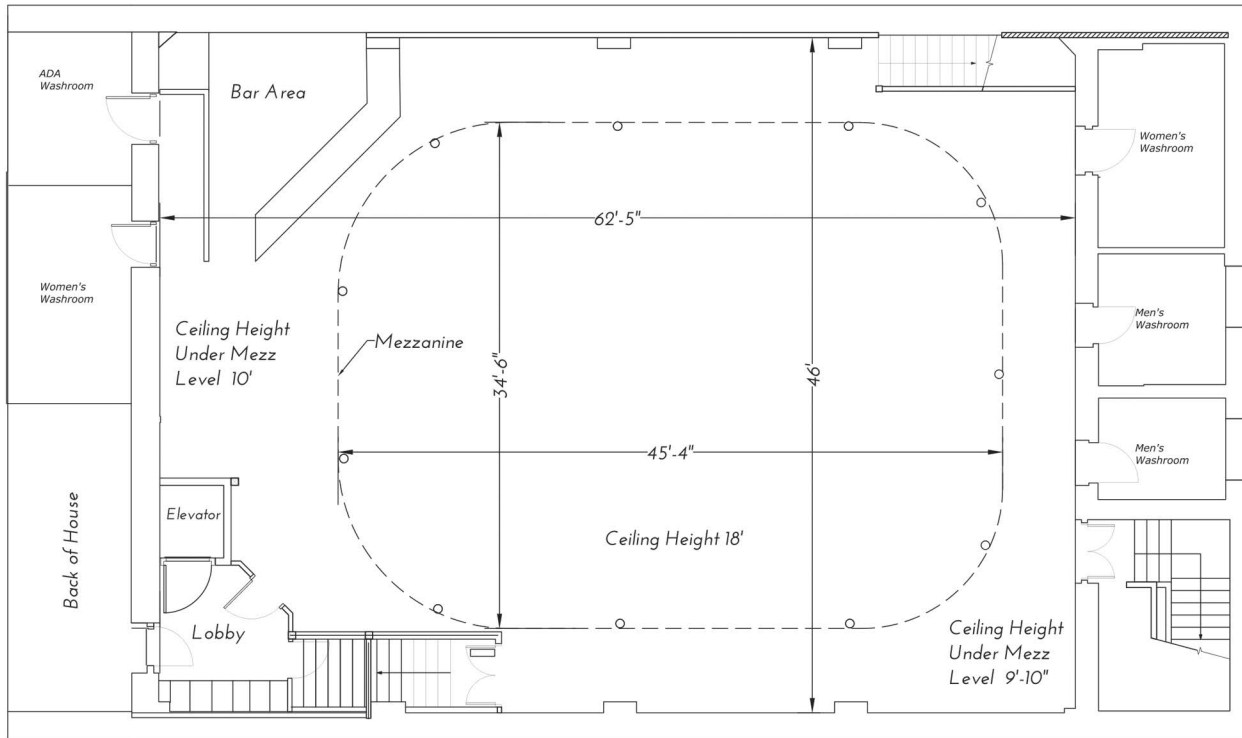 ADA
Washroom
Bar Area
Women's
Washroom
62'-5"
Women's
Washroom
Ceiling Height
Under Mezz
Level 10'
Mezzanine
34'-6"
46'
Men's
Washroom
45'-4"
Men's
Washroom
Elevator
Ceiling Height 18'
Back of House
Lobby
Ceiling Height
Under Mezz
Level 9'-10"